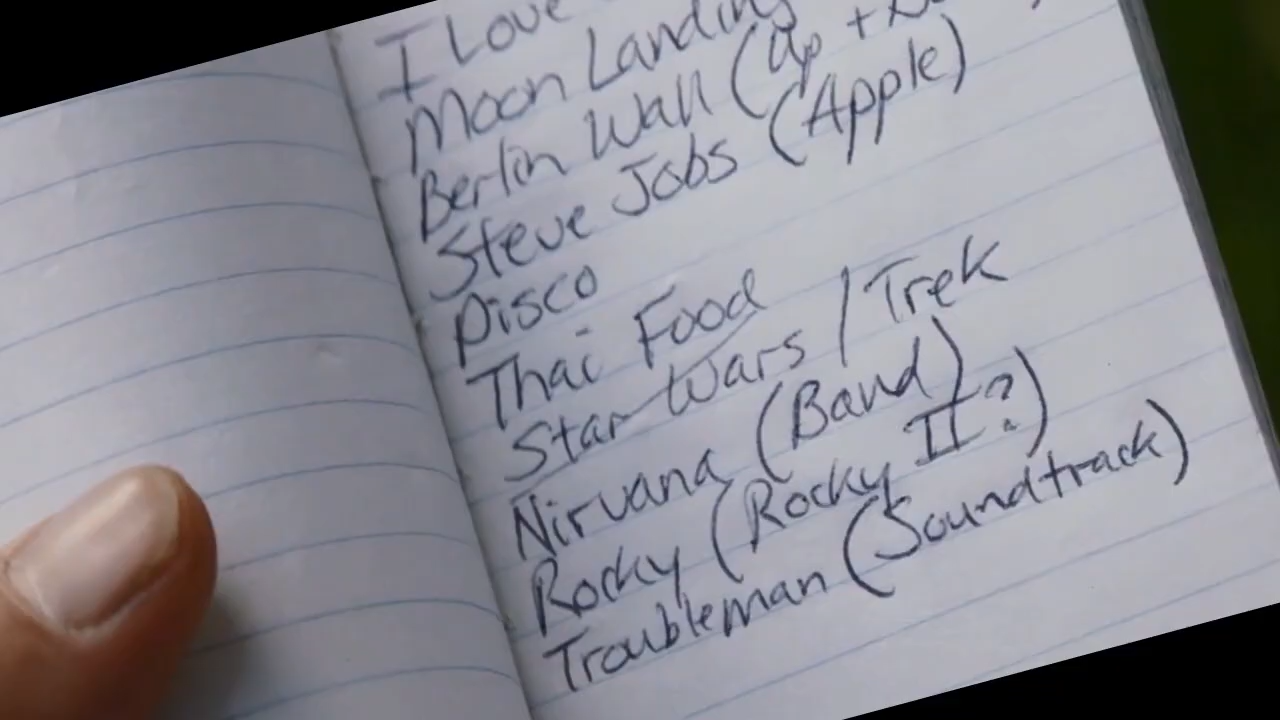 I Love
Moon Landing
Berlin Wall (Up +
Steve Jobs (Apple)
Disco
Thai Food
Star Wars / Trek
Nirvana (Band)
Rocky (Rocky II?)
Troubleman (Soundtrack)